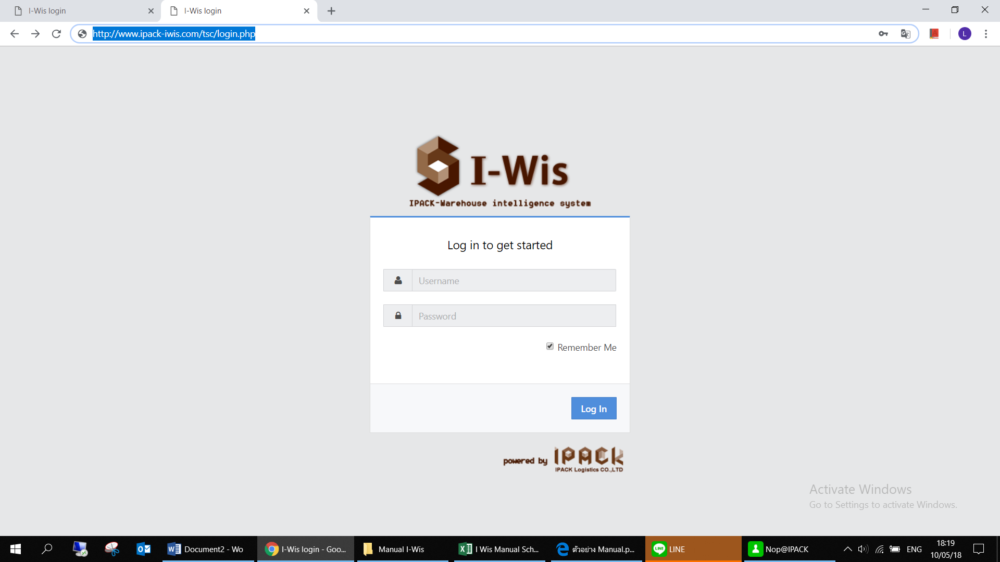 I-Wis login
I-Wis login
http://www.ipack-iwis.com/tsc/login.php
L
I-Wis
IPACK-Warehouse intelligence system
Log in to get started
Username
Password
Remember Me
Log In
powered by IPACK
IPACK Logistics CO.,LTD
Activate Windows
Go to Settings to activate Windows.
Document2 - Wo
I-Wis login - Goo...
Manual I-Wis
I Wis Manual Sch...
ตัวอย่าง Manual.p...
LINE
Nop@IPACK
ENG
18:19
10/05/18